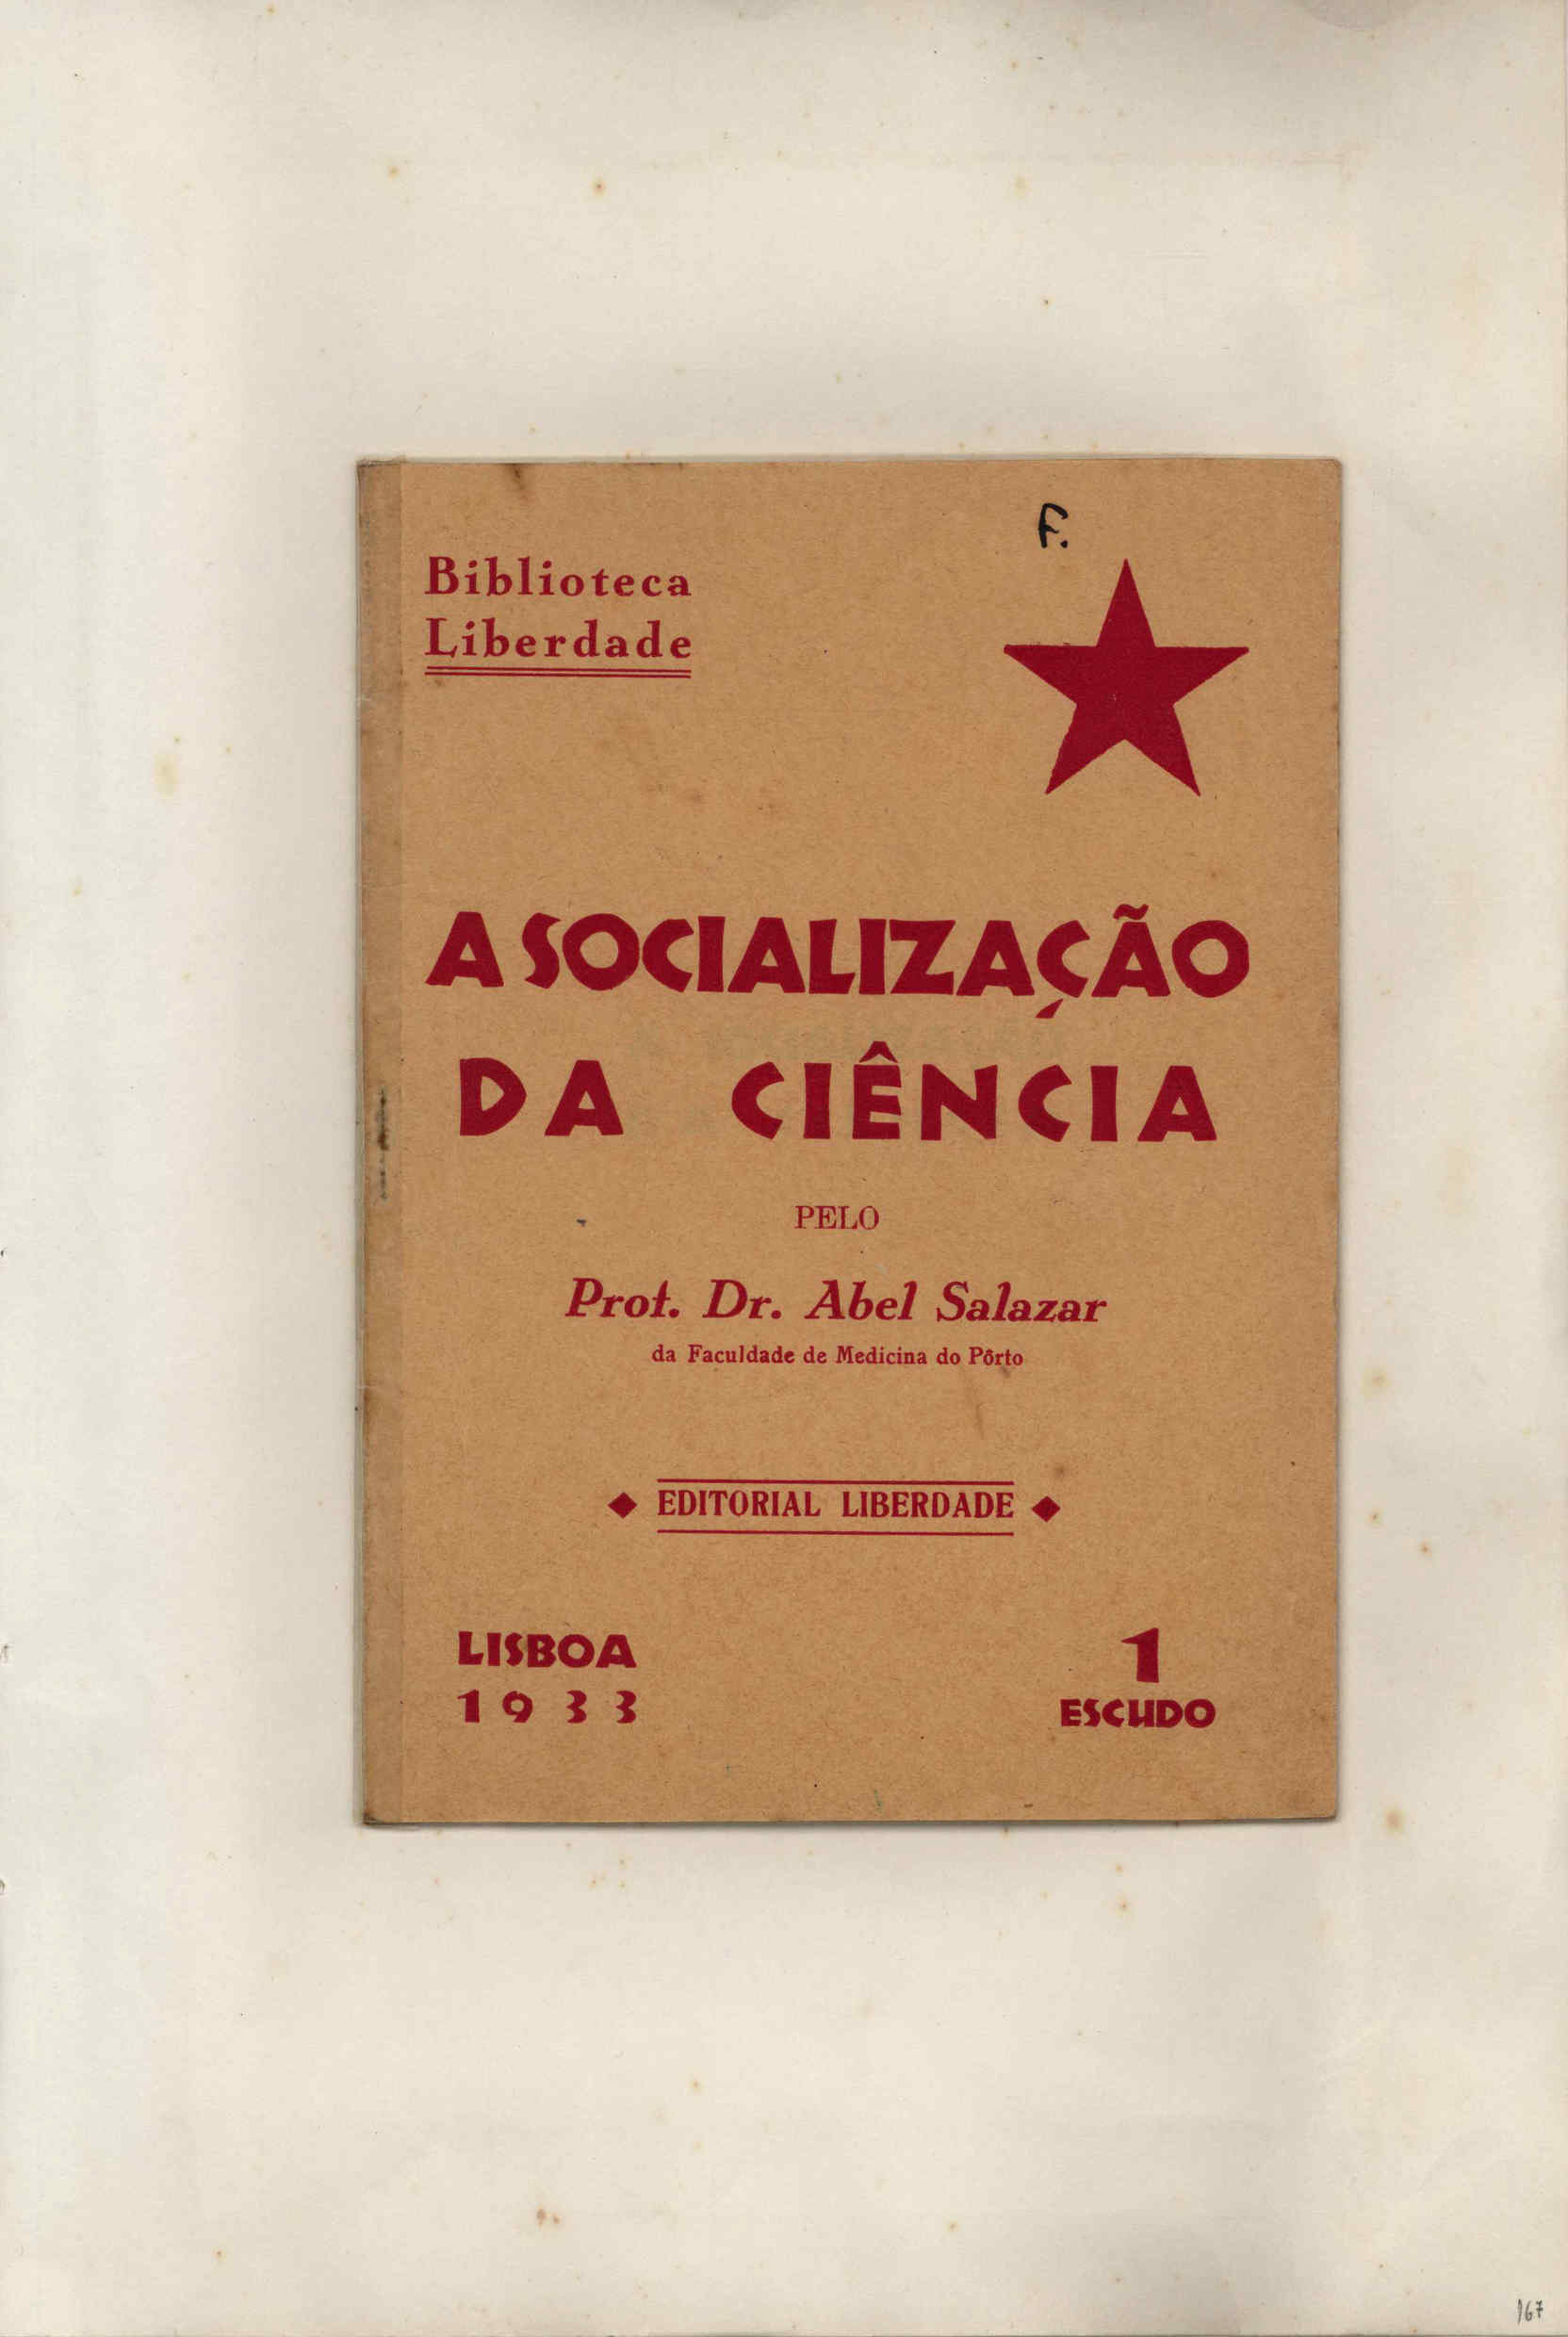 F.
Biblioteca
Liberdade
A SOCIALIZAÇÃO
DA CIÊNCIA
PELO
Prof. Dr. Abel Salazar
da Faculdade de Medicina do Pôrto
EDITORIAL LIBERDADE
LISBOA
1933
1
ESCUDO
167